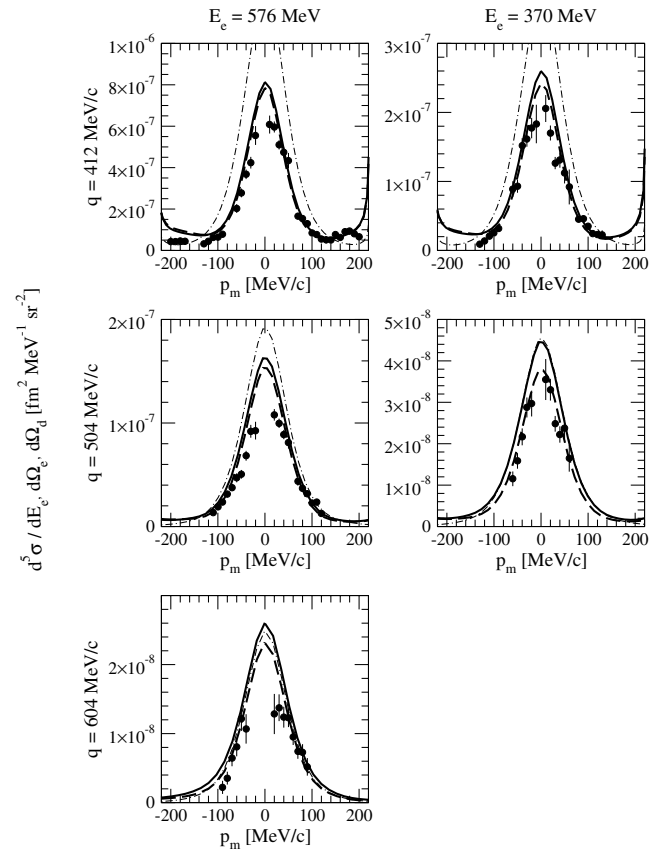 E_e = 576 MeV
E_e = 370 MeV
d⁵σ / dE_e' dΩ_e' dΩ_d [fm² MeV⁻¹ sr⁻²]
q = 412 MeV/c
1×10⁻⁶
8×10⁻⁷
6×10⁻⁷
4×10⁻⁷
2×10⁻⁷
0
-200 -100 0 100 200
p_m [MeV/c]
3×10⁻⁷
2×10⁻⁷
1×10⁻⁷
0
-200 -100 0 100 200
p_m [MeV/c]
q = 504 MeV/c
2×10⁻⁷
1×10⁻⁷
0
-200 -100 0 100 200
p_m [MeV/c]
5×10⁻⁸
4×10⁻⁸
3×10⁻⁸
2×10⁻⁸
1×10⁻⁸
0
-200 -100 0 100 200
p_m [MeV/c]
q = 604 MeV/c
2×10⁻⁸
1×10⁻⁸
0
-200 -100 0 100 200
p_m [MeV/c]